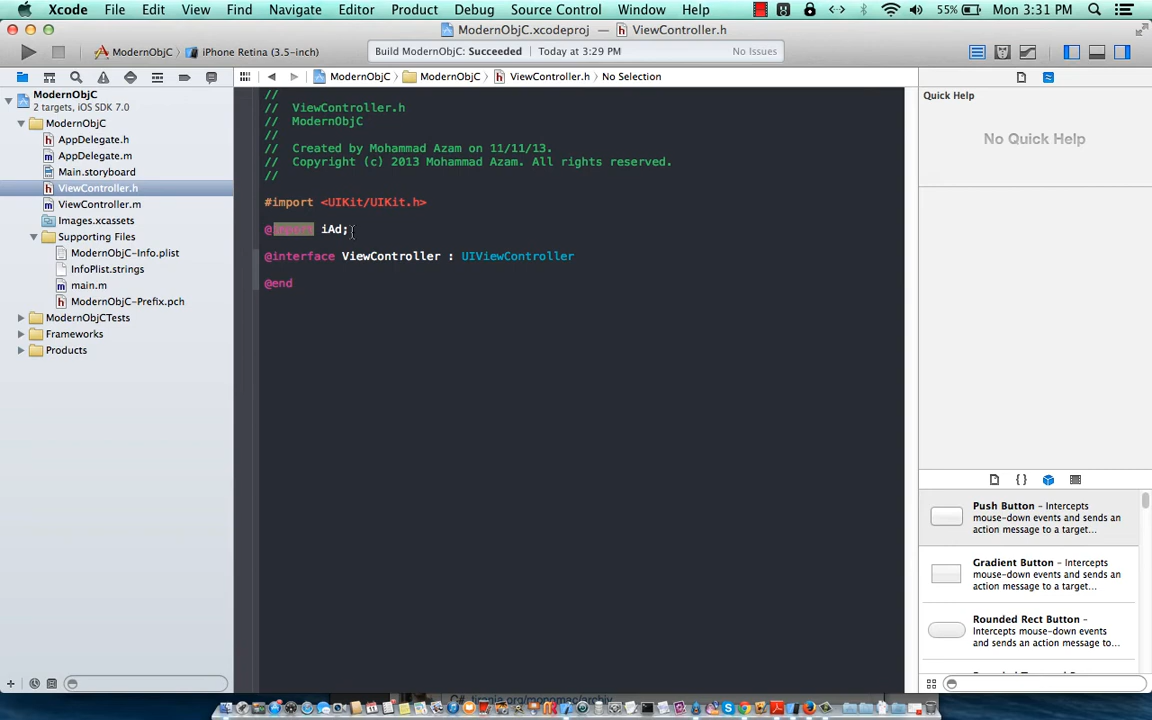 Xcode File Edit View Find Navigate Editor Product Debug Source Control Window Help 55% Mon 3:31 PM
ModernObjC.xcodeproj — ViewController.h
ModernObjC iPhone Retina (3.5-inch) Build ModernObjC: Succeeded Today at 3:29 PM No Issues
ModernObjC ModernObjC ViewController.h No Selection
ModernObjC
2 targets, iOS SDK 7.0
ModernObjC
AppDelegate.h
AppDelegate.m
Main.storyboard
ViewController.h
ViewController.m
Images.xcassets
Supporting Files
ModernObjC-Info.plist
InfoPlist.strings
main.m
ModernObjC-Prefix.pch
ModernObjCTests
Frameworks
Products
//
// ViewController.h
// ModernObjC
//
// Created by Mohammad Azam on 11/11/13.
// Copyright (c) 2013 Mohammad Azam. All rights reserved.
//
#import <UIKit/UIKit.h>
@import iAd;
@interface ViewController : UIViewController
@end
Quick Help
No Quick Help
Push Button – Intercepts
mouse-down events and sends an
action message to a target...
Gradient Button – Intercepts
mouse-down events and sends an
action message to a target...
Rounded Rect Button –
Intercepts mouse-down events
and sends an action message to...